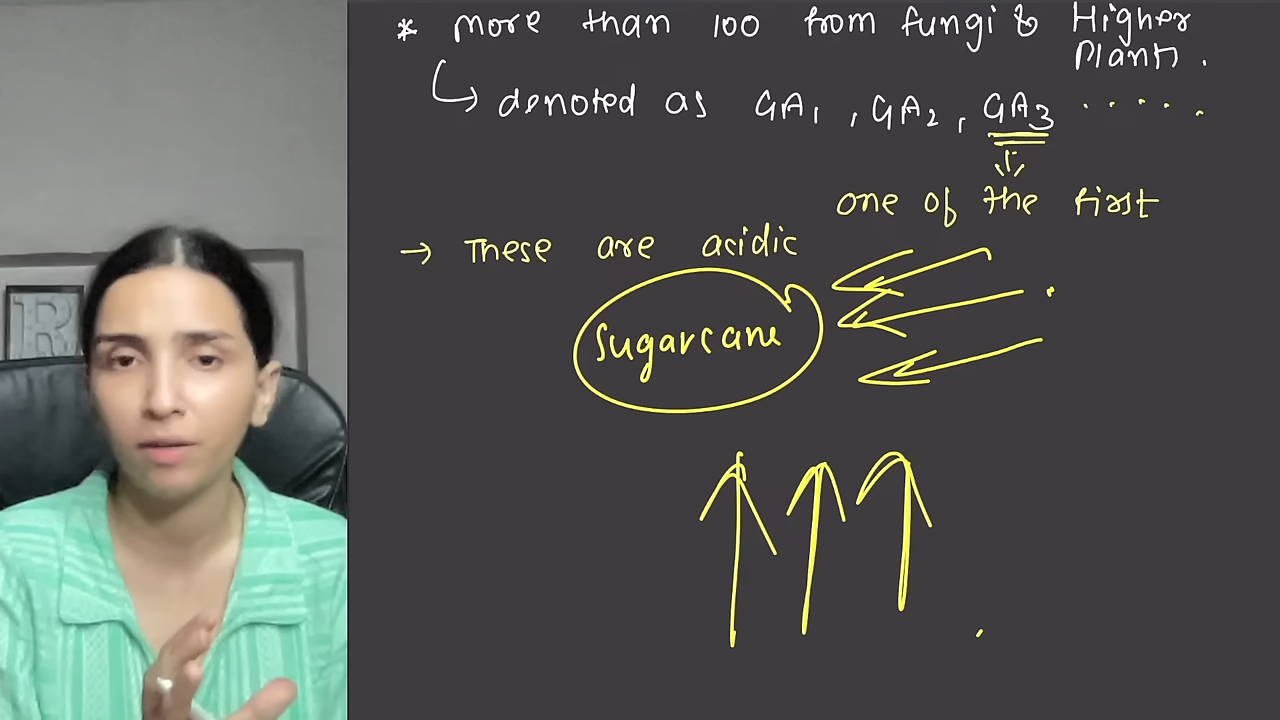 * more than 100 from fungi & Higher
Plants.
↳ denoted as GA1, GA2, GA3 .....
one of the first
→ These are acidic
Sugarcane
R